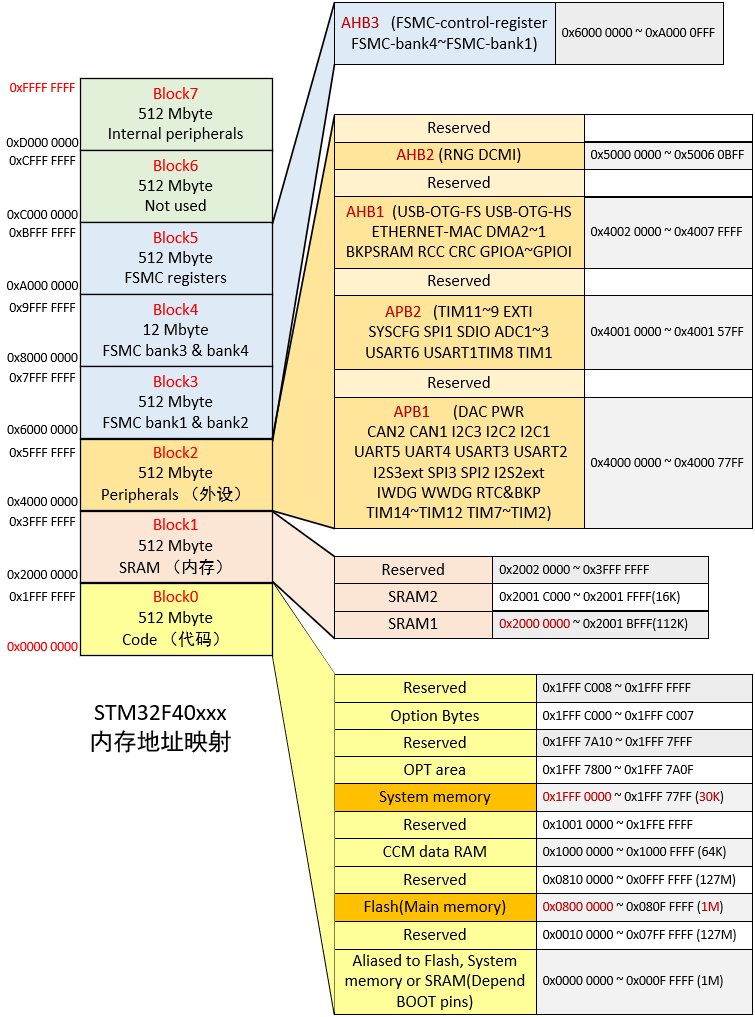 AHB3 (FSMC-control-register
FSMC-bank4~FSMC-bank1)
0x6000 0000 ~ 0xA000 0FFF
0xFFFF FFFF
Block7
512 Mbyte
Internal peripherals
0xD000 0000
0xCFFF FFFF
Block6
512 Mbyte
Not used
0xC000 0000
0xBFFF FFFF
Block5
512 Mbyte
FSMC registers
0xA000 0000
0x9FFF FFFF
Block4
12 Mbyte
FSMC bank3 & bank4
0x8000 0000
0x7FFF FFFF
Block3
512 Mbyte
FSMC bank1 & bank2
0x6000 0000
0x5FFF FFFF
Block2
512 Mbyte
Peripherals （外设）
0x4000 0000
0x3FFF FFFF
Block1
512 Mbyte
SRAM （内存）
0x2000 0000
0x1FFF FFFF
Block0
512 Mbyte
Code （代码）
0x0000 0000
Reserved
AHB2 (RNG DCMI)
0x5000 0000 ~ 0x5006 0BFF
Reserved
AHB1 (USB-OTG-FS USB-OTG-HS
ETHERNET-MAC DMA2~1
BKPSRAM RCC CRC GPIOA~GPIOI
0x4002 0000 ~ 0x4007 FFFF
Reserved
APB2 (TIM11~9 EXTI
SYSCFG SPI1 SDIO ADC1~3
USART6 USART1TIM8 TIM1
0x4001 0000 ~ 0x4001 57FF
Reserved
APB1 (DAC PWR
CAN2 CAN1 I2C3 I2C2 I2C1
UART5 UART4 USART3 USART2
I2S3ext SPI3 SPI2 I2S2ext
IWDG WWDG RTC&BKP
TIM14~TIM12 TIM7~TIM2)
0x4000 0000 ~ 0x4000 77FF
Reserved
0x2002 0000 ~ 0x3FFF FFFF
SRAM2
0x2001 C000 ~ 0x2001 FFFF(16K)
SRAM1
0x2000 0000 ~ 0x2001 BFFF(112K)
STM32F40xxx
内存地址映射
Reserved
0x1FFF C008 ~ 0x1FFF FFFF
Option Bytes
0x1FFF C000 ~ 0x1FFF C007
Reserved
0x1FFF 7A10 ~ 0x1FFF 7FFF
OPT area
0x1FFF 7800 ~ 0x1FFF 7A0F
System memory
0x1FFF 0000 ~ 0x1FFF 77FF (30K)
Reserved
0x1001 0000 ~ 0x1FFE FFFF
CCM data RAM
0x1000 0000 ~ 0x1000 FFFF (64K)
Reserved
0x0810 0000 ~ 0x0FFF FFFF (127M)
Flash(Main memory)
0x0800 0000 ~ 0x080F FFFF (1M)
Reserved
0x0010 0000 ~ 0x07FF FFFF (127M)
Aliased to Flash, System
memory or SRAM(Depend
BOOT pins)
0x0000 0000 ~ 0x000F FFFF (1M)